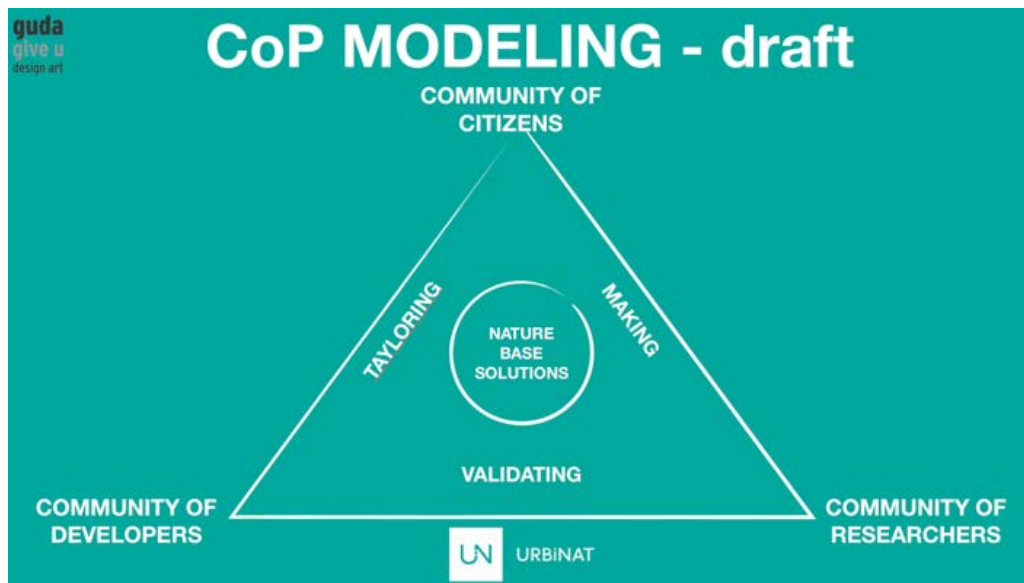 guda
give u
design art
CoP MODELING - draft
COMMUNITY OF
CITIZENS
TAYLORING
MAKING
NATURE
BASE
SOLUTIONS
VALIDATING
COMMUNITY OF
DEVELOPERS
COMMUNITY OF
RESEARCHERS
UN URBiNAT